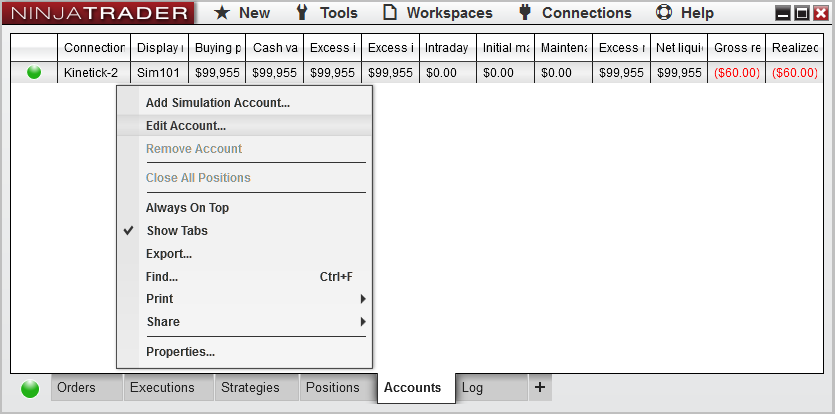 NINJATRADER New Tools Workspaces Connections Help
Connection Display Buying p Cash va Excess i Excess i Intraday Initial ma Maintena Excess r Net liqui Gross re Realized
Kinetick-2 Sim101 $99,955 $99,955 $99,955 $99,955 $0.00 $0.00 $0.00 $99,955 $99,955 ($60.00) ($60.00)
Add Simulation Account...
Edit Account...
Remove Account
Close All Positions
Always On Top
Show Tabs
Export...
Find... Ctrl+F
Print
Share
Properties...
Orders Executions Strategies Positions Accounts Log +